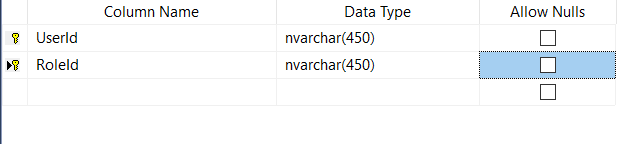 Column Name Data Type Allow Nulls
UserId nvarchar(450)
RoleId nvarchar(450)